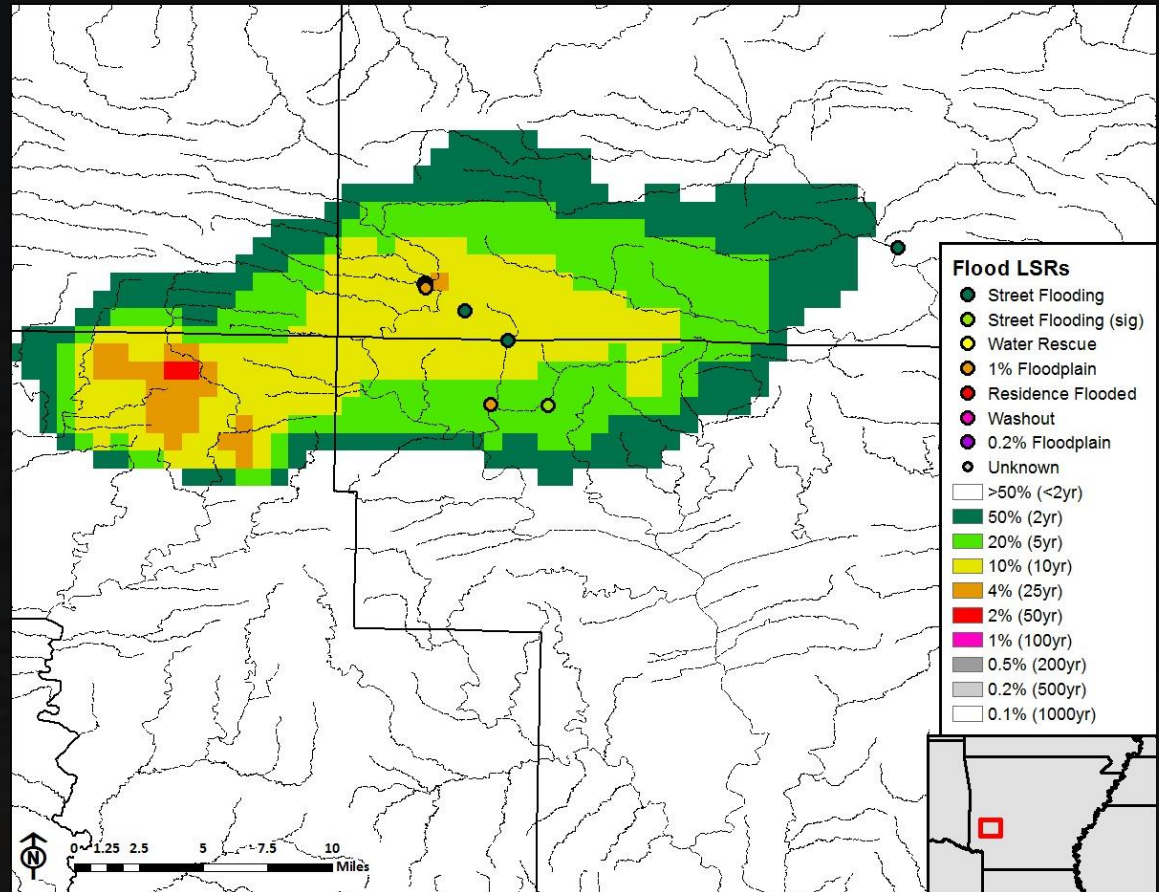 Flood LSRs
Street Flooding
Street Flooding (sig)
Water Rescue
1% Floodplain
Residence Flooded
Washout
0.2% Floodplain
Unknown
>50% (<2yr)
50% (2yr)
20% (5yr)
10% (10yr)
4% (25yr)
2% (50yr)
1% (100yr)
0.5% (200yr)
0.2% (500yr)
0.1% (1000yr)
N
0 1.25 2.5 5 7.5 10
Miles